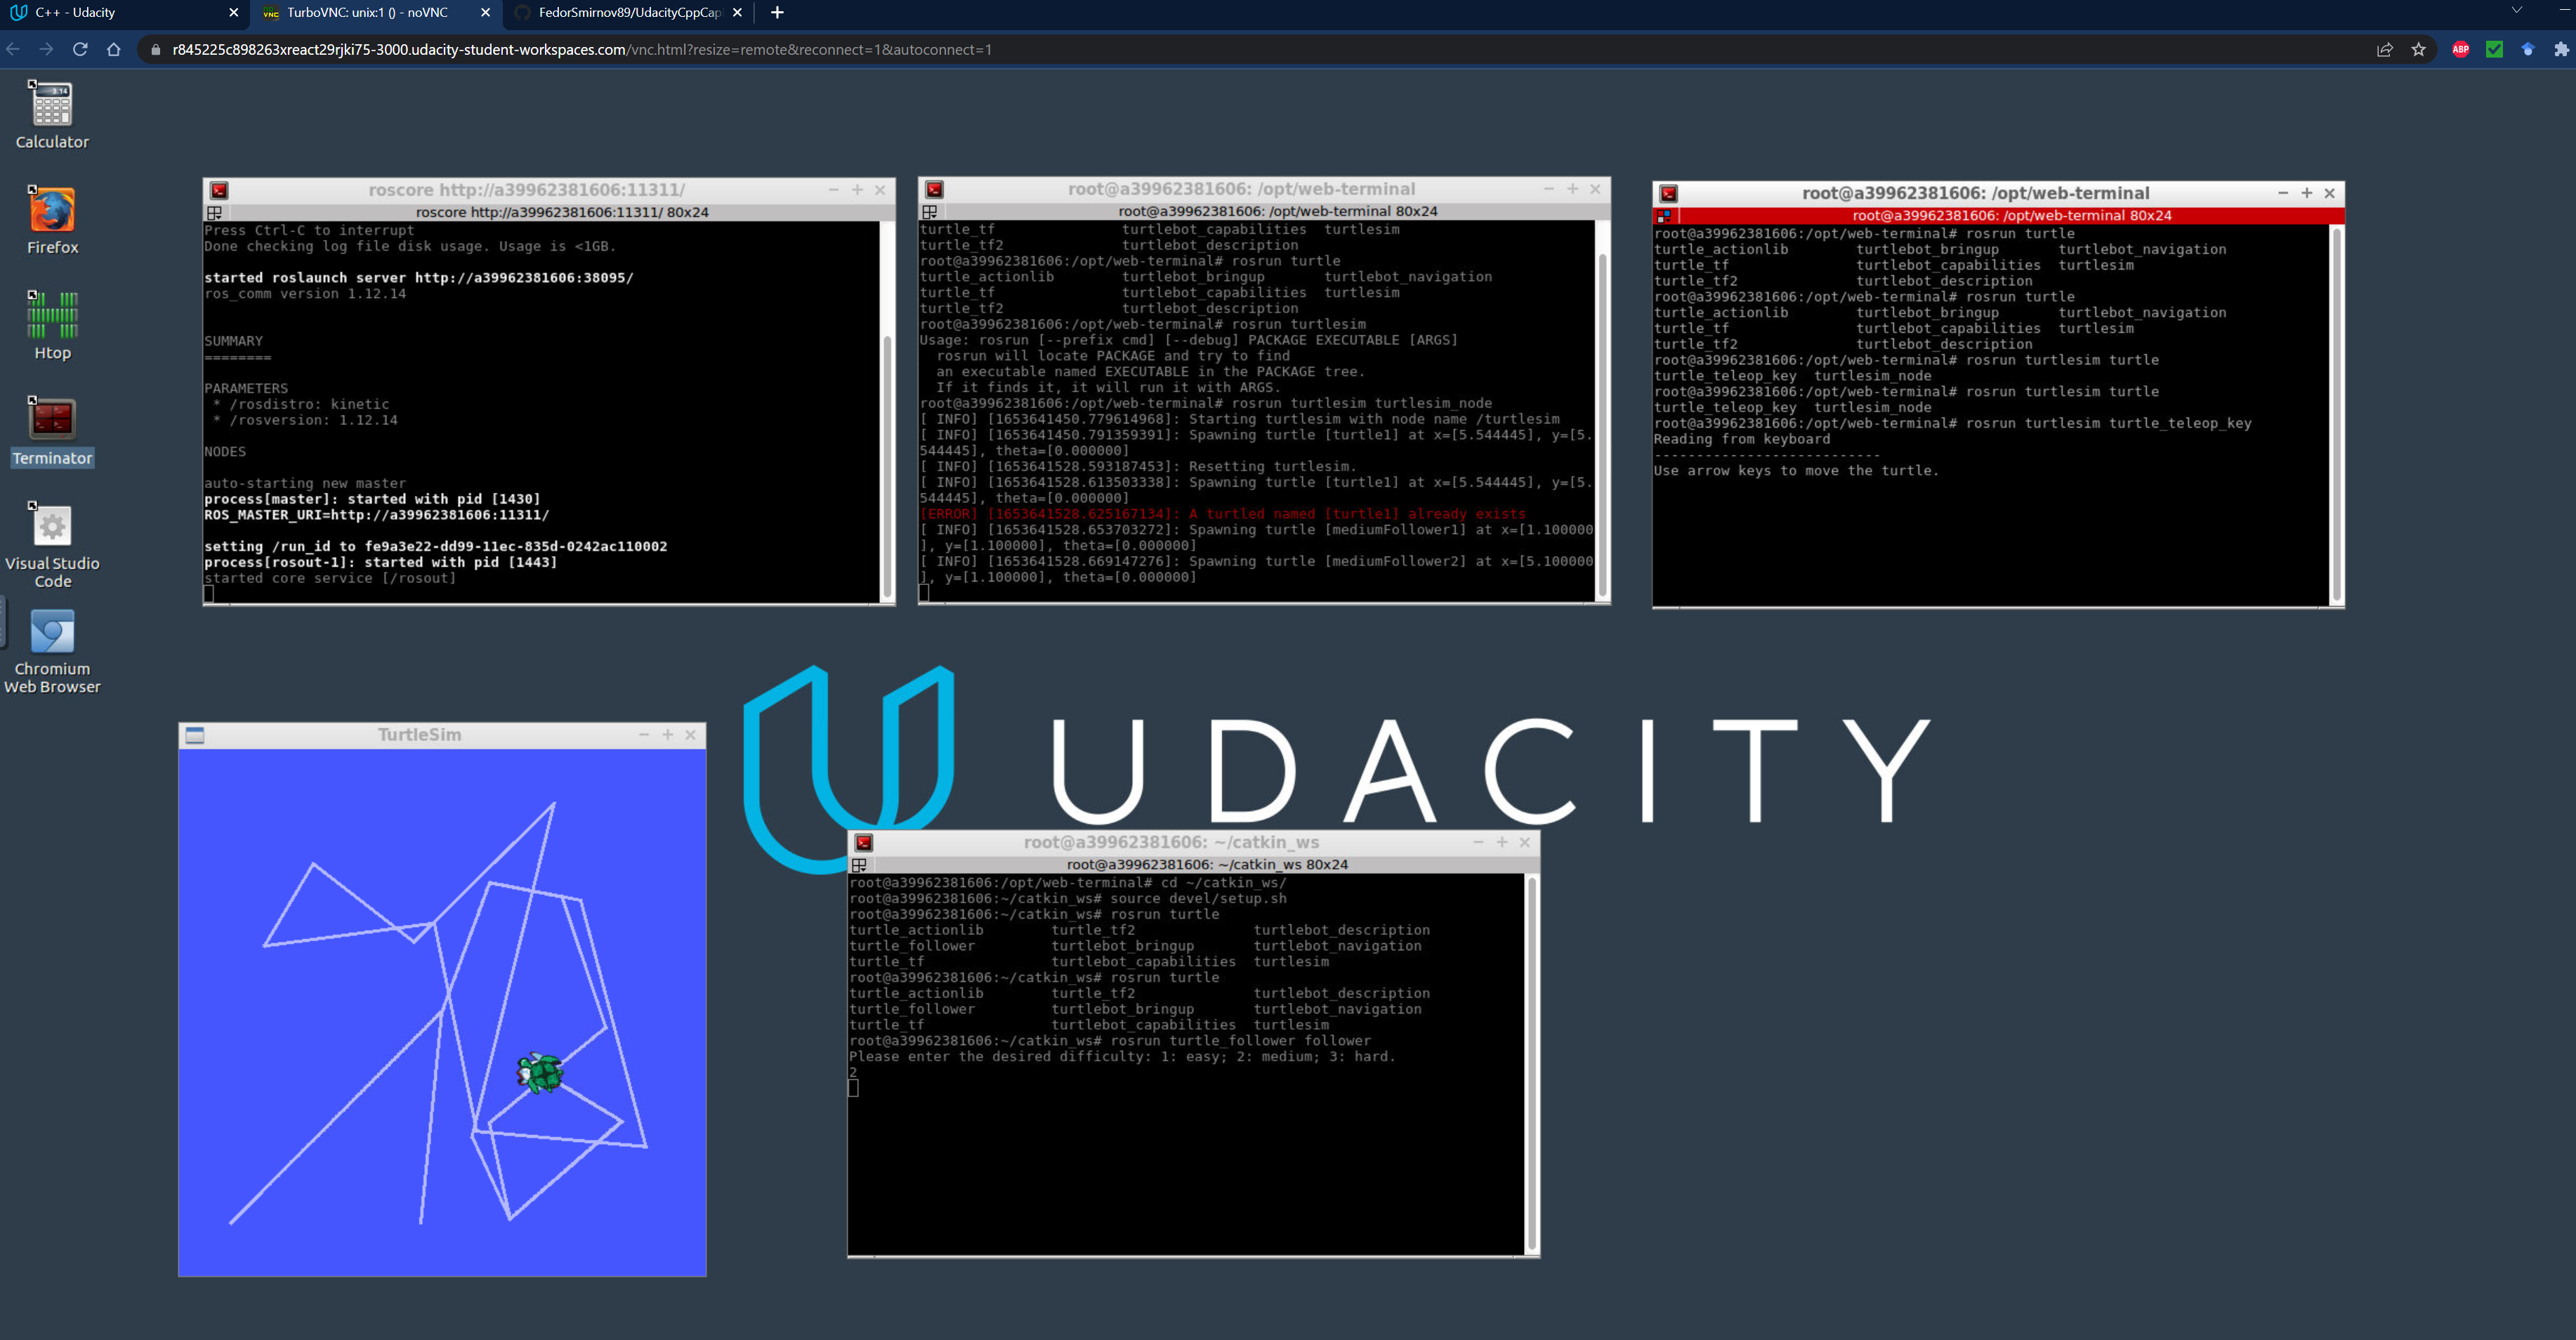 C++ - Udacity
TurboVNC: unix:1 () - noVNC
FedorSmirnov89/UdacityCppCap
r845225c898263xreact29rjki75-3000.udacity-student-workspaces.com/vnc.html?resize=remote&reconnect=1&autoconnect=1
ABP
Calculator
Firefox
Htop
Terminator
Visual Studio
Code
Chromium
Web Browser
roscore http://a39962381606:11311/
roscore http://a39962381606:11311/ 80x24
Press Ctrl-C to interrupt
Done checking log file disk usage. Usage is <1GB.
started roslaunch server http://a39962381606:38095/
ros_comm version 1.12.14
SUMMARY
========
PARAMETERS
* /rosdistro: kinetic
* /rosversion: 1.12.14
NODES
auto-starting new master
process[master]: started with pid [1430]
ROS_MASTER_URI=http://a39962381606:11311/
setting /run_id to fe9a3e22-dd99-11ec-835d-0242ac110002
process[rosout-1]: started with pid [1443]
started core service [/rosout]
root@a39962381606: /opt/web-terminal
root@a39962381606: /opt/web-terminal 80x24
turtle_tf turtlebot_capabilities turtlesim
turtle_tf2 turtlebot_description
root@a39962381606:/opt/web-terminal# rosrun turtle
turtle_actionlib turtlebot_bringup turtlebot_navigation
turtle_tf turtlebot_capabilities turtlesim
turtle_tf2 turtlebot_description
root@a39962381606:/opt/web-terminal# rosrun turtlesim
Usage: rosrun [--prefix cmd] [--debug] PACKAGE EXECUTABLE [ARGS]
rosrun will locate PACKAGE and try to find
an executable named EXECUTABLE in the PACKAGE tree.
If it finds it, it will run it with ARGS.
root@a39962381606:/opt/web-terminal# rosrun turtlesim turtlesim_node
[ INFO] [1653641450.779614968]: Starting turtlesim with node name /turtlesim
[ INFO] [1653641450.791359391]: Spawning turtle [turtle1] at x=[5.544445], y=[5.
544445], theta=[0.000000]
[ INFO] [1653641528.593187453]: Resetting turtlesim.
[ INFO] [1653641528.613503338]: Spawning turtle [turtle1] at x=[5.544445], y=[5.
544445], theta=[0.000000]
[ERROR] [1653641528.625167134]: A turtled named [turtle1] already exists
[ INFO] [1653641528.653703272]: Spawning turtle [mediumFollower1] at x=[1.100000
], y=[1.100000], theta=[0.000000]
[ INFO] [1653641528.669147276]: Spawning turtle [mediumFollower2] at x=[5.100000
], y=[1.100000], theta=[0.000000]
root@a39962381606: /opt/web-terminal
root@a39962381606: /opt/web-terminal 80x24
root@a39962381606:/opt/web-terminal# rosrun turtle
turtle_actionlib turtlebot_bringup turtlebot_navigation
turtle_tf turtlebot_capabilities turtlesim
turtle_tf2 turtlebot_description
root@a39962381606:/opt/web-terminal# rosrun turtle
turtle_actionlib turtlebot_bringup turtlebot_navigation
turtle_tf turtlebot_capabilities turtlesim
turtle_tf2 turtlebot_description
root@a39962381606:/opt/web-terminal# rosrun turtlesim turtle
turtle_teleop_key turtlesim_node
root@a39962381606:/opt/web-terminal# rosrun turtlesim turtle
turtle_teleop_key turtlesim_node
root@a39962381606:/opt/web-terminal# rosrun turtlesim turtle_teleop_key
Reading from keyboard
---------------------------
Use arrow keys to move the turtle.
TurtleSim
UDACITY
root@a39962381606: ~/catkin_ws
root@a39962381606: ~/catkin_ws 80x24
root@a39962381606:/opt/web-terminal# cd ~/catkin_ws/
root@a39962381606:~/catkin_ws# source devel/setup.sh
root@a39962381606:~/catkin_ws# rosrun turtle
turtle_actionlib turtle_tf2 turtlebot_description
turtle_follower turtlebot_bringup turtlebot_navigation
turtle_tf turtlebot_capabilities turtlesim
root@a39962381606:~/catkin_ws# rosrun turtle
turtle_actionlib turtle_tf2 turtlebot_description
turtle_follower turtlebot_bringup turtlebot_navigation
turtle_tf turtlebot_capabilities turtlesim
root@a39962381606:~/catkin_ws# rosrun turtle_follower follower
Please enter the desired difficulty: 1: easy; 2: medium; 3: hard.
2